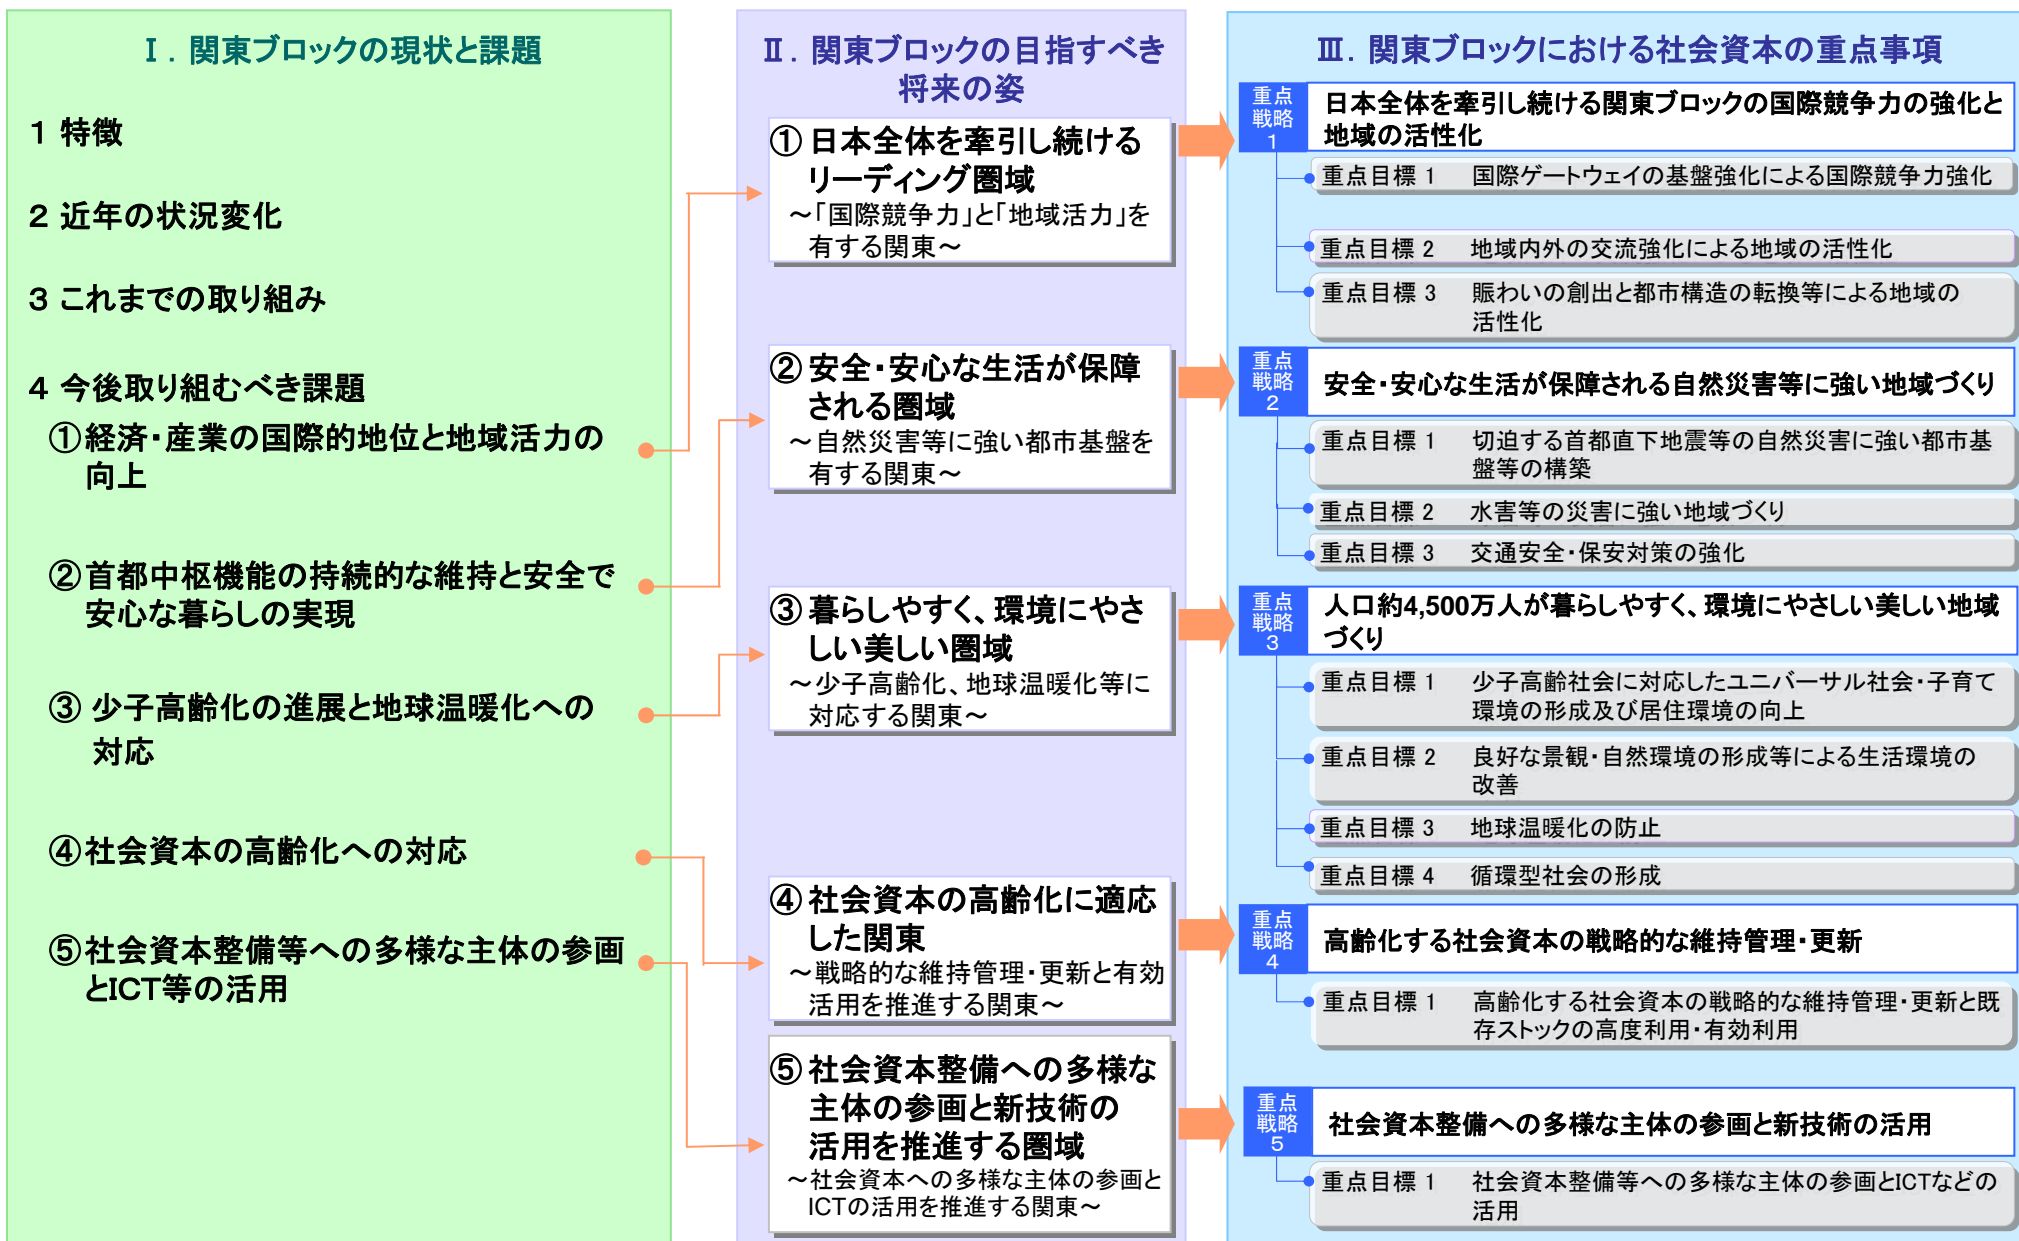 Ⅰ．関東ブロックの現状と課題
１ 特徴
２ 近年の状況変化
３ これまでの取り組み
４ 今後取り組むべき課題
①経済・産業の国際的地位と地域活力の
向上
②首都中枢機能の持続的な維持と安全で
安心な暮らしの実現
③ 少子高齢化の進展と地球温暖化への
対応
④社会資本の高齢化への対応
⑤社会資本整備等への多様な主体の参画
とICT等の活用
Ⅱ．関東ブロックの目指すべき
将来の姿
①日本全体を牽引し続ける
リーディング圏域
～「国際競争力」と「地域活力」を
有する関東～
②安全・安心な生活が保障
される圏域
～自然災害等に強い都市基盤を
有する関東～
③暮らしやすく、環境にやさ
しい美しい圏域
～少子高齢化、地球温暖化等に
対応する関東～
④社会資本の高齢化に適応
した関東
～戦略的な維持管理・更新と有効
活用を推進する関東～
⑤社会資本整備への多様な
主体の参画と新技術の
活用を推進する圏域
～社会資本への多様な主体の参画と
ICTの活用を推進する関東～
Ⅲ．関東ブロックにおける社会資本の重点事項
重点
戦略
1
日本全体を牽引し続ける関東ブロックの国際競争力の強化と
地域の活性化
重点目標１ 国際ゲートウェイの基盤強化による国際競争力強化
重点目標２ 地域内外の交流強化による地域の活性化
重点目標３ 賑わいの創出と都市構造の転換等による地域の
活性化
重点
戦略
2
安全・安心な生活が保障される自然災害等に強い地域づくり
重点目標１ 切迫する首都直下地震等の自然災害に強い都市基
盤等の構築
重点目標２ 水害等の災害に強い地域づくり
重点目標３ 交通安全・保安対策の強化
重点
戦略
3
人口約4,500万人が暮らしやすく、環境にやさしい美しい地域
づくり
重点目標１ 少子高齢社会に対応したユニバーサル社会・子育て
環境の形成及び居住環境の向上
重点目標２ 良好な景観・自然環境の形成等による生活環境の
改善
重点目標３ 地球温暖化の防止
重点目標４ 循環型社会の形成
重点
戦略
4
高齢化する社会資本の戦略的な維持管理・更新
重点目標１ 高齢化する社会資本の戦略的な維持管理・更新と既
存ストックの高度利用・有効利用
重点
戦略
5
社会資本整備への多様な主体の参画と新技術の活用
重点目標１ 社会資本整備等への多様な主体の参画とICTなどの
活用